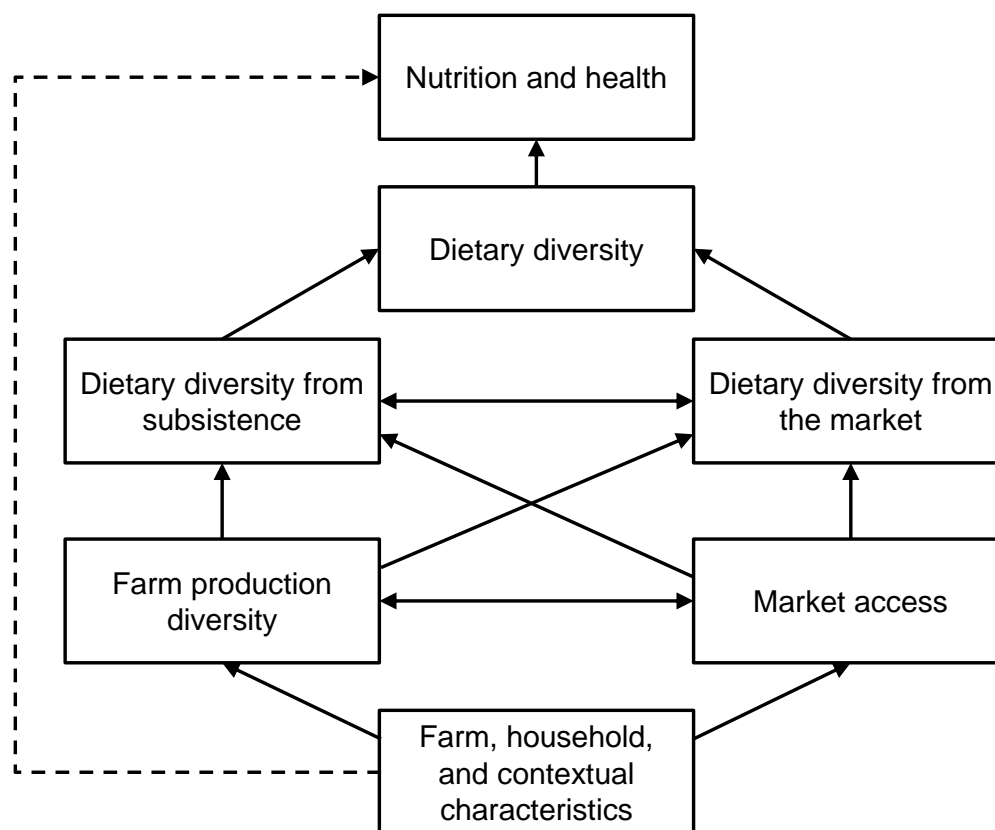 Nutrition and health
Dietary diversity
Dietary diversity from
subsistence
Dietary diversity from
the market
Farm production
diversity
Market access
Farm, household,
and contextual
characteristics